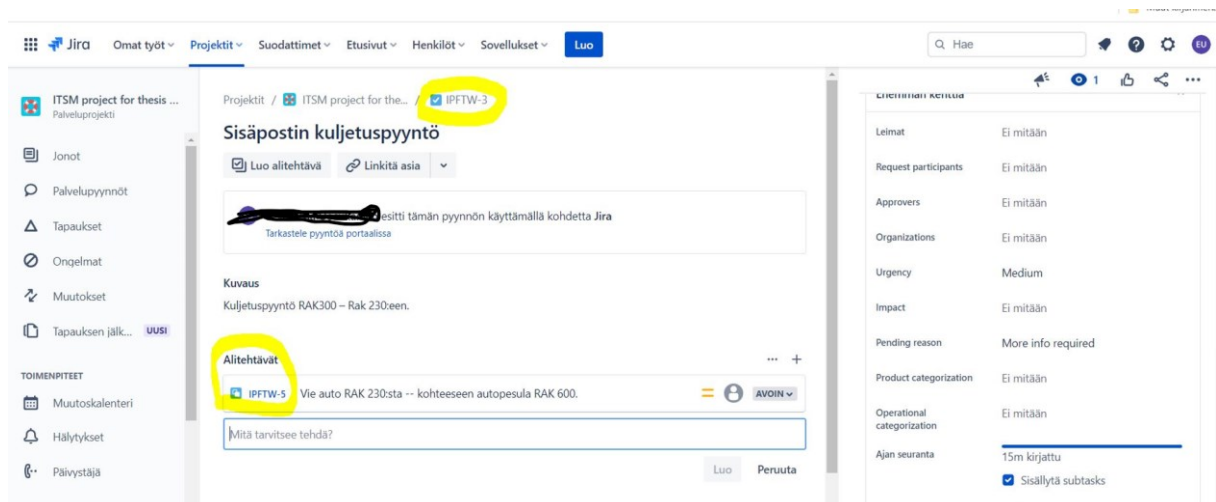 Jira
Omat työt
Projektit
Suodattimet
Etusivut
Henkilöt
Sovellukset
Luo
Hae
EU
ITSM project for thesis ...
Palveluprojekti
Jonot
Palvelupyynnöt
Tapaukset
Ongelmat
Muutokset
Tapauksen jälk... UUSI
TOIMENPITEET
Muutoskalenteri
Hälytykset
Päivystäjä
Projektit / ITSM project for the... / IPFTW-3
Sisäpostin kuljetuspyyntö
Luo alitehtävä
Linkitä asia
esitti tämän pyynnön käyttämällä kohdetta Jira
Tarkastele pyyntöä portaalissa
Kuvaus
Kuljetuspyyntö RAK300 – Rak 230:een.
Alitehtävät
IPFTW-5 Vie auto RAK 230:sta -- kohteeseen autopesula RAK 600. AVOIN
Mitä tarvitsee tehdä?
Luo Peruuta
1
Leimat Ei mitään
Request participants Ei mitään
Approvers Ei mitään
Organizations Ei mitään
Urgency Medium
Impact Ei mitään
Pending reason More info required
Product categorization Ei mitään
Operational Ei mitään
categorization
Ajan seuranta 15m kirjattu
Sisällytä subtasks